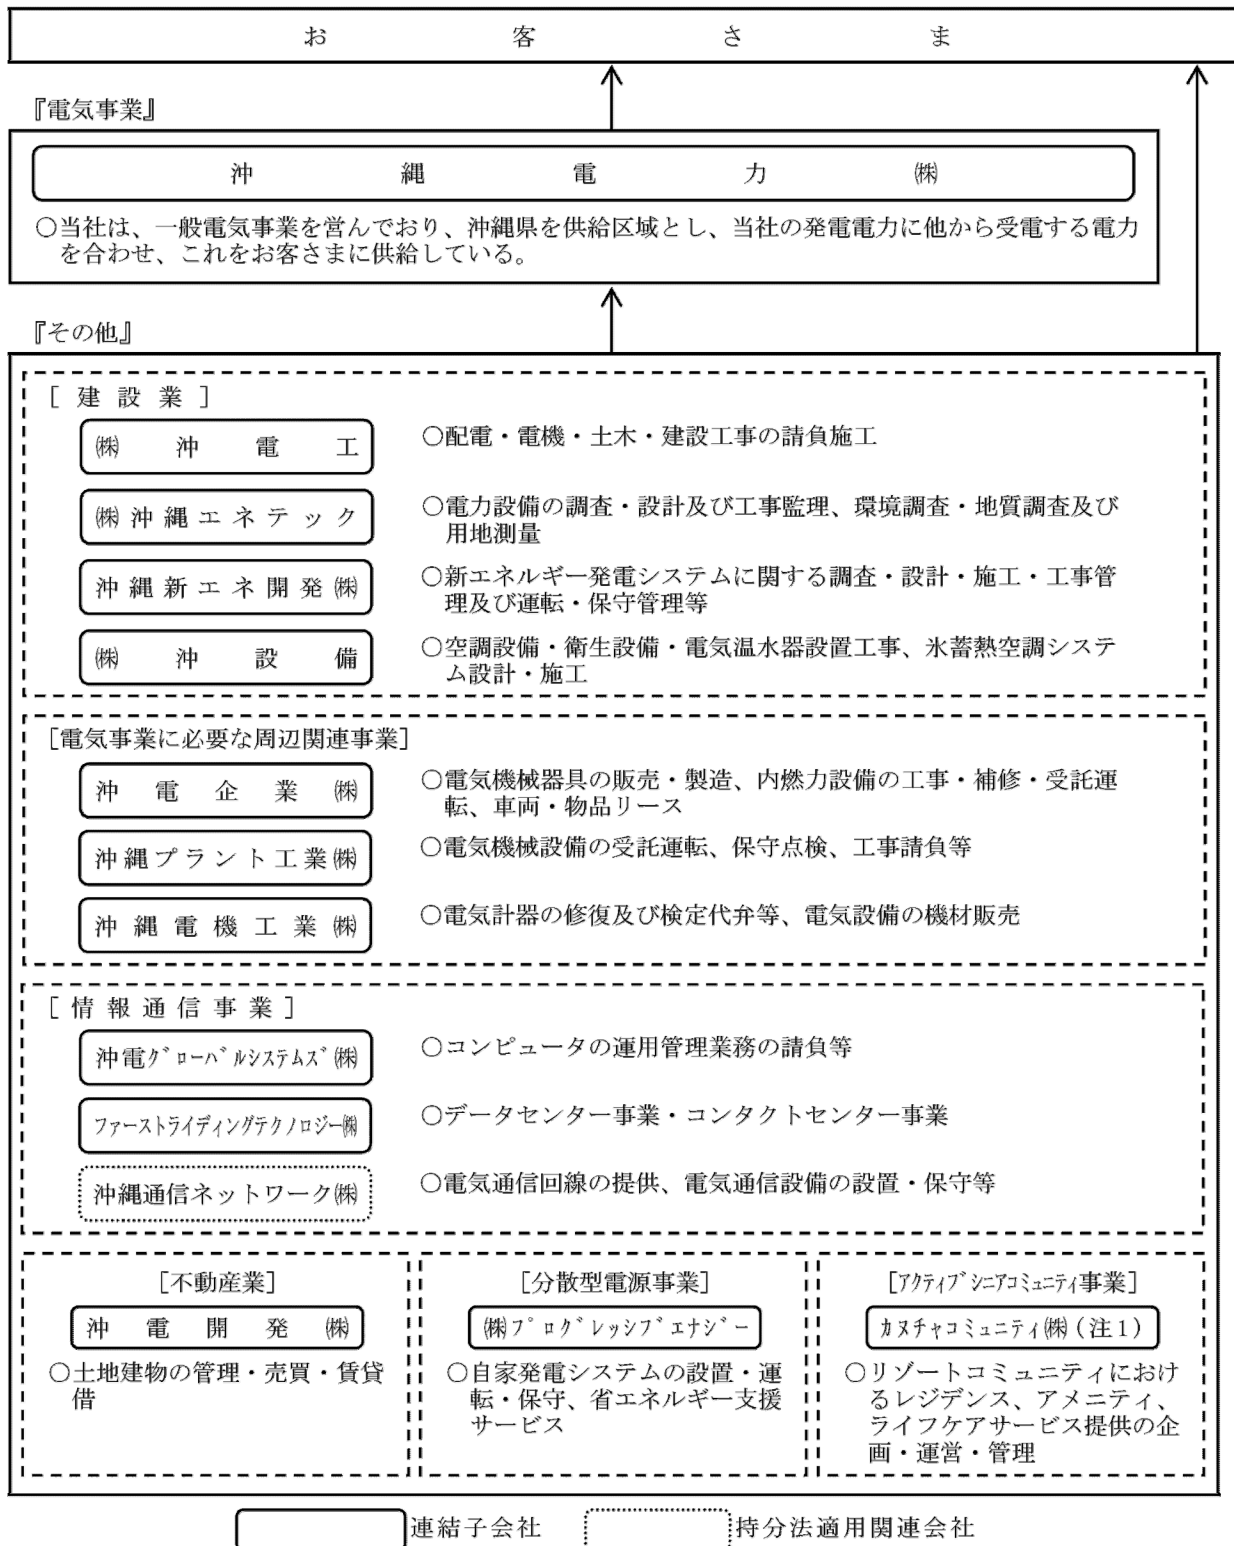 お客さま
『電気事業』
沖縄電力㈱
○当社は、一般電気事業を営んでおり、沖縄県を供給区域とし、当社の発電電力に他から受電する電力
を合わせ、これをお客さまに供給している。
『その他』
[建設業]
㈱沖電工
○配電・電機・土木・建設工事の請負施工
㈱沖縄エネテック
○電力設備の調査・設計及び工事監理、環境調査・地質調査及び
用地測量
沖縄新エネ開発㈱
○新エネルギー発電システムに関する調査・設計・施工・工事管
理及び運転・保守管理等
㈱沖設備
○空調設備・衛生設備・電気温水器設置工事、氷蓄熱空調システ
ム設計・施工
[電気事業に必要な周辺関連事業]
沖電企業㈱
○電気機械器具の販売・製造、内燃力設備の工事・補修・受託運
転、車両・物品リース
沖縄プラント工業㈱
○電気機械設備の受託運転、保守点検、工事請負等
沖縄電機工業㈱
○電気計器の修復及び検定代弁等、電気設備の機材販売
[情報通信事業]
沖電ｸﾞﾛｰﾊﾞﾙｼｽﾃﾑｽﾞ㈱
○コンピュータの運用管理業務の請負等
ファーストライディングテクノロジー㈱
○データセンター事業・コンタクトセンター事業
沖縄通信ネットワーク㈱
○電気通信回線の提供、電気通信設備の設置・保守等
[不動産業]
沖電開発㈱
○土地建物の管理・売買・賃貸
借
[分散型電源事業]
㈱ﾌﾟﾛｸﾞﾚｯｼﾌﾞｴﾅｼﾞｰ
○自家発電システムの設置・運
転・保守、省エネルギー支援
サービス
[ｱｸﾃｨﾌﾞｼﾆｱｺﾐｭﾆﾃｨ事業]
ｶﾇﾁｬｺﾐｭﾆﾃｨ㈱(注１)
○リゾートコミュニティにおけ
るレジデンス、アメニティ、
ライフケアサービス提供の企
画・運営・管理
連結子会社
持分法適用関連会社